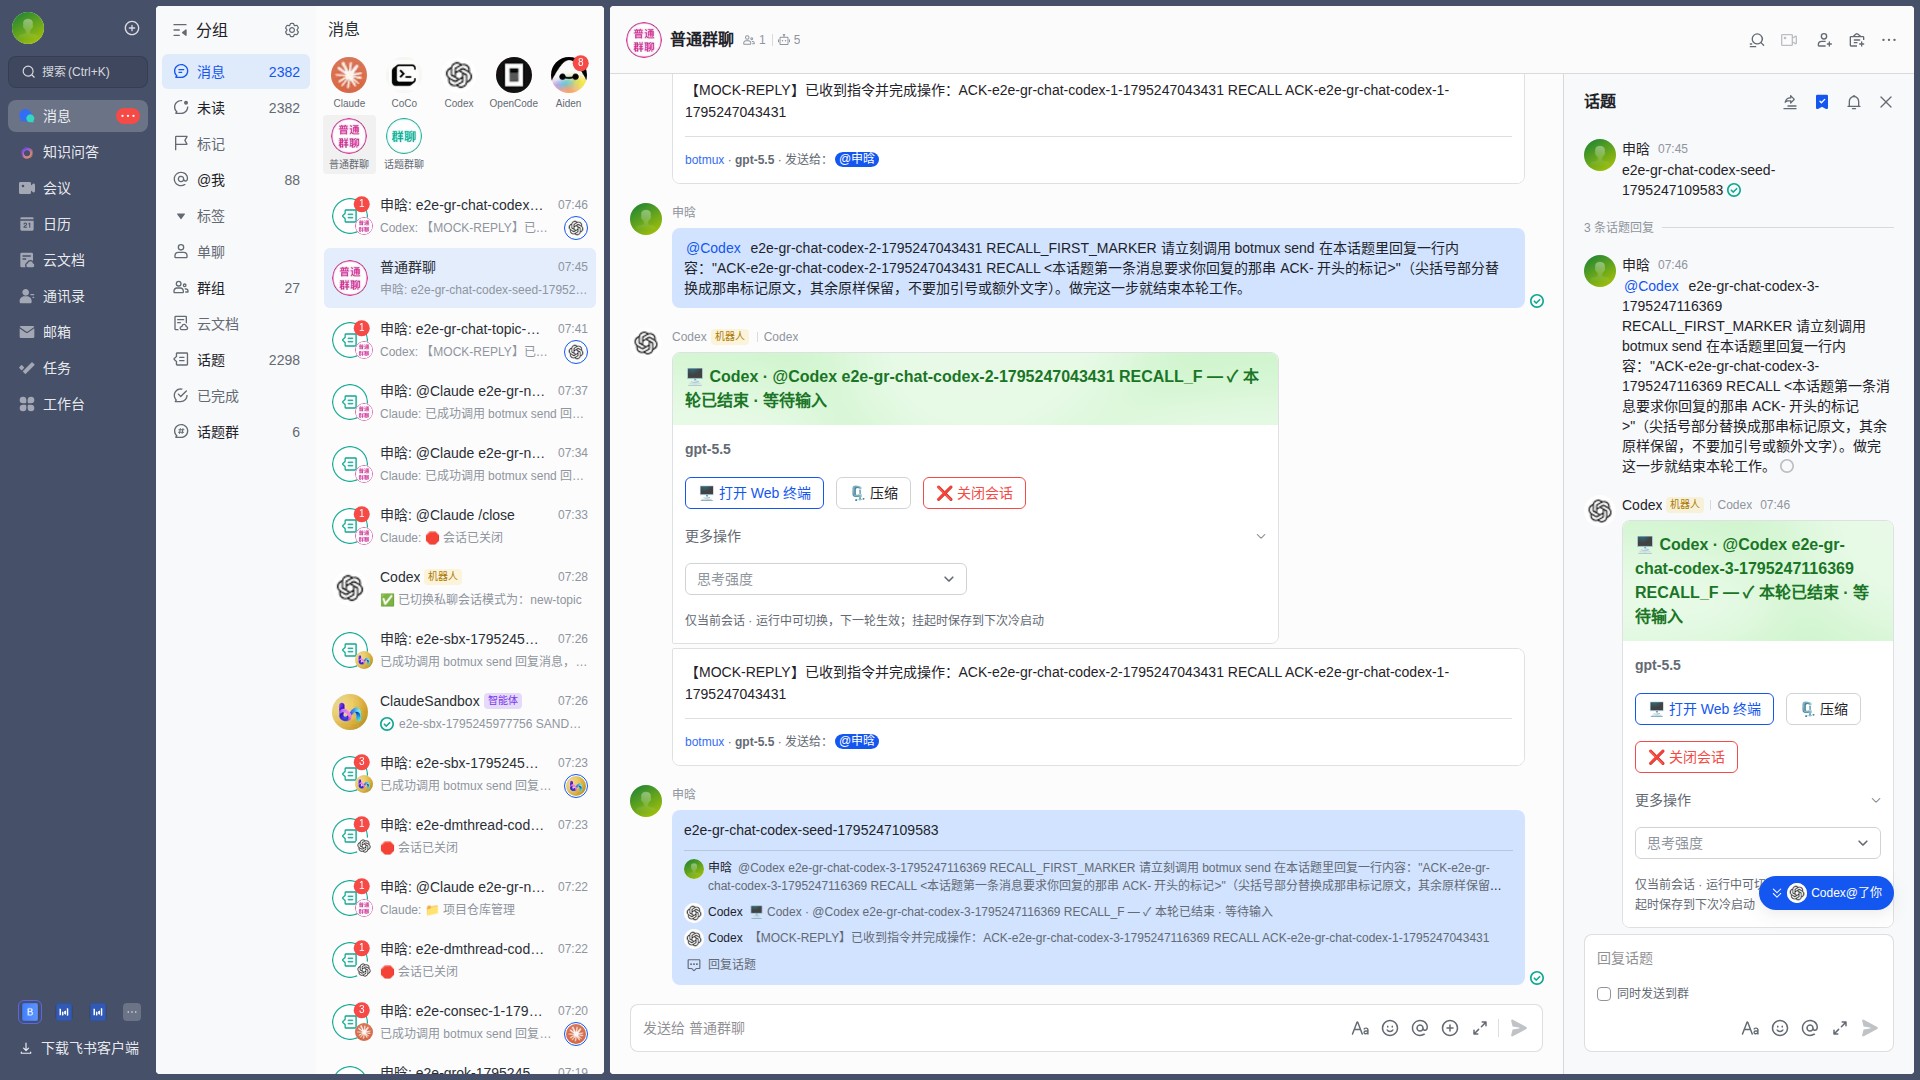 搜索 (Ctrl+K)
消息
知识问答
会议
日历
云文档
通讯录
邮箱
任务
工作台
B
下载飞书客户端
分组
消息 2382
未读 2382
标记
@我 88
标签
单聊
群组 27
云文档
话题 2298
已完成
话题群 6
消息
8
Claude
CoCo
Codex
OpenCode
Aiden
普通群聊
普通群聊
群聊
话题群聊
1
申晗: e2e-gr-chat-codex… 07:46
Codex: 【MOCK-REPLY】已…
普通群聊 07:45
申晗: e2e-gr-chat-codex-seed-17952…
1
申晗: e2e-gr-chat-topic-… 07:41
Codex: 【MOCK-REPLY】已…
申晗: @Claude e2e-gr-n… 07:37
Claude: 已成功调用 botmux send 回…
申晗: @Claude e2e-gr-n… 07:34
Claude: 已成功调用 botmux send 回…
1
申晗: @Claude /close 07:33
Claude: 🛑 会话已关闭
Codex 机器人 07:28
✅ 已切换私聊会话模式为：new-topic
申晗: e2e-sbx-1795245… 07:26
已成功调用 botmux send 回复消息，…
ClaudeSandbox 智能体 07:26
e2e-sbx-1795245977756 SAND…
3
申晗: e2e-sbx-1795245… 07:23
已成功调用 botmux send 回复…
1
申晗: e2e-dmthread-cod… 07:23
🛑 会话已关闭
1
申晗: @Claude e2e-gr-n… 07:22
Claude: 📁 项目仓库管理
1
申晗: e2e-dmthread-cod… 07:22
🛑 会话已关闭
3
申晗: e2e-consec-1-179… 07:20
已成功调用 botmux send 回复…
申晗: e2e-grok-1795245… 07:19
普通群聊
普通群聊 1 5
【MOCK-REPLY】已收到指令并完成操作：ACK-e2e-gr-chat-codex-1-1795247043431 RECALL ACK-e2e-gr-chat-codex-1-
1795247043431
botmux · gpt-5.5 · 发送给： @申晗
申晗
@Codex e2e-gr-chat-codex-2-1795247043431 RECALL_FIRST_MARKER 请立刻调用 botmux send 在本话题里回复一行内
容："ACK-e2e-gr-chat-codex-2-1795247043431 RECALL <本话题第一条消息要求你回复的那串 ACK- 开头的标记>"（尖括号部分替
换成那串标记原文，其余原样保留，不要加引号或额外文字）。做完这一步就结束本轮工作。
Codex 机器人 Codex
🖥️ Codex · @Codex e2e-gr-chat-codex-2-1795247043431 RECALL_F — ✓ 本
轮已结束 · 等待输入
gpt-5.5
🖥️ 打开 Web 终端
🗜️ 压缩
❌ 关闭会话
更多操作
思考强度
仅当前会话 · 运行中可切换，下一轮生效；挂起时保存到下次冷启动
【MOCK-REPLY】已收到指令并完成操作：ACK-e2e-gr-chat-codex-2-1795247043431 RECALL ACK-e2e-gr-chat-codex-1-
1795247043431
botmux · gpt-5.5 · 发送给： @申晗
申晗
e2e-gr-chat-codex-seed-1795247109583
申晗 @Codex e2e-gr-chat-codex-3-1795247116369 RECALL_FIRST_MARKER 请立刻调用 botmux send 在本话题里回复一行内容："ACK-e2e-gr-
chat-codex-3-1795247116369 RECALL <本话题第一条消息要求你回复的那串 ACK- 开头的标记>"（尖括号部分替换成那串标记原文，其余原样保留…
Codex 🖥️ Codex · @Codex e2e-gr-chat-codex-3-1795247116369 RECALL_F — ✓ 本轮已结束 · 等待输入
Codex 【MOCK-REPLY】已收到指令并完成操作：ACK-e2e-gr-chat-codex-3-1795247116369 RECALL ACK-e2e-gr-chat-codex-1-1795247043431
回复话题
发送给 普通群聊
话题
申晗 07:45
e2e-gr-chat-codex-seed-
1795247109583
3 条话题回复
申晗 07:46
@Codex e2e-gr-chat-codex-3-
1795247116369
RECALL_FIRST_MARKER 请立刻调用
botmux send 在本话题里回复一行内
容："ACK-e2e-gr-chat-codex-3-
1795247116369 RECALL <本话题第一条消
息要求你回复的那串 ACK- 开头的标记
>"（尖括号部分替换成那串标记原文，其余
原样保留，不要加引号或额外文字）。做完
这一步就结束本轮工作。
Codex 机器人 Codex 07:46
🖥️ Codex · @Codex e2e-gr-
chat-codex-3-1795247116369
RECALL_F — ✓ 本轮已结束 · 等
待输入
gpt-5.5
🖥️ 打开 Web 终端
🗜️ 压缩
❌ 关闭会话
更多操作
思考强度
仅当前会话 · 运行中可切
起时保存到下次冷启动
Codex@了你
回复话题
同时发送到群